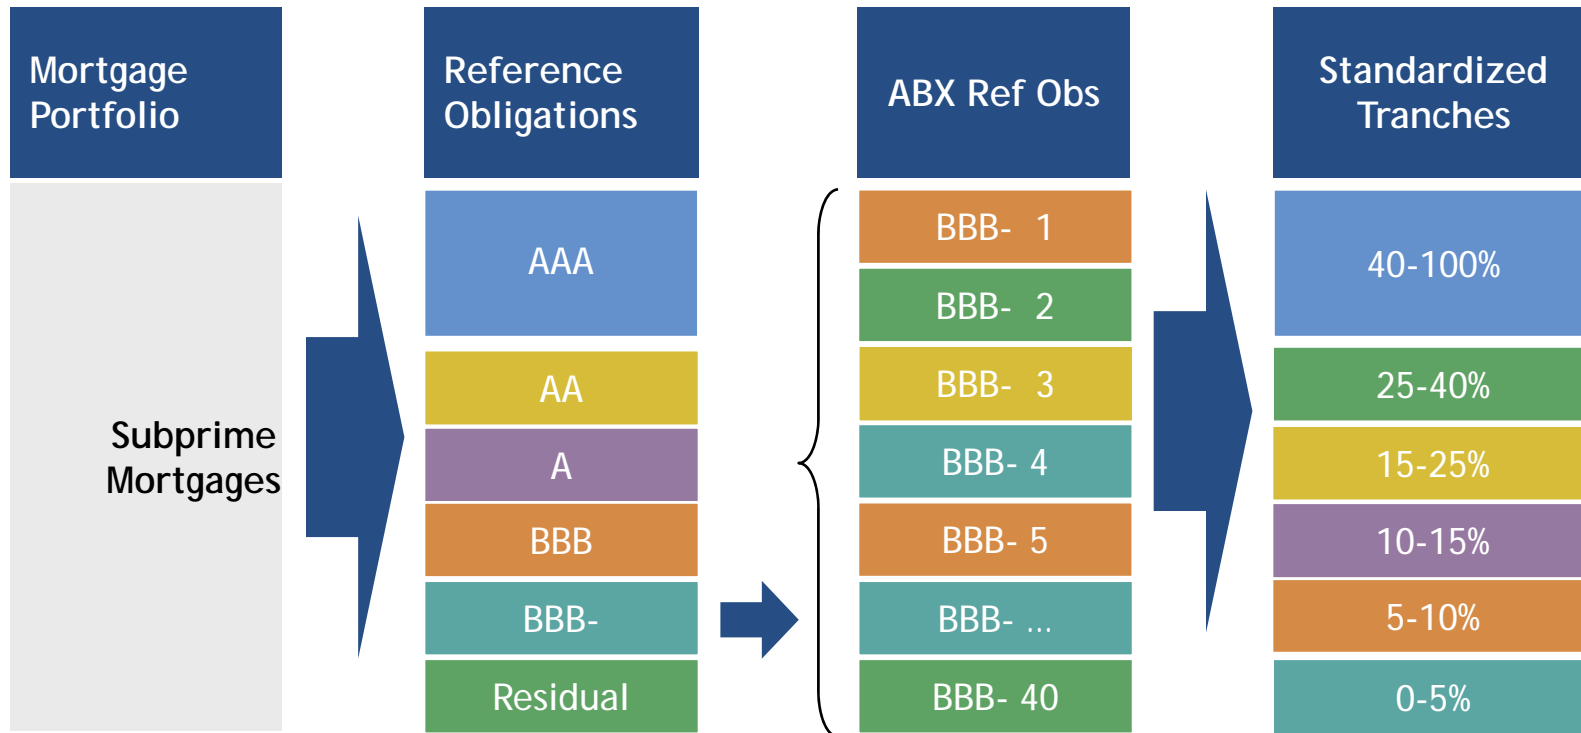 Mortgage
Portfolio
Reference
Obligations
ABX Ref Obs
Standardized
Tranches
Subprime
Mortgages
AAA
AA
A
BBB
BBB-
Residual
BBB- 1
BBB- 2
BBB- 3
BBB- 4
BBB- 5
BBB- ...
BBB- 40
40-100%
25-40%
15-25%
10-15%
5-10%
0-5%